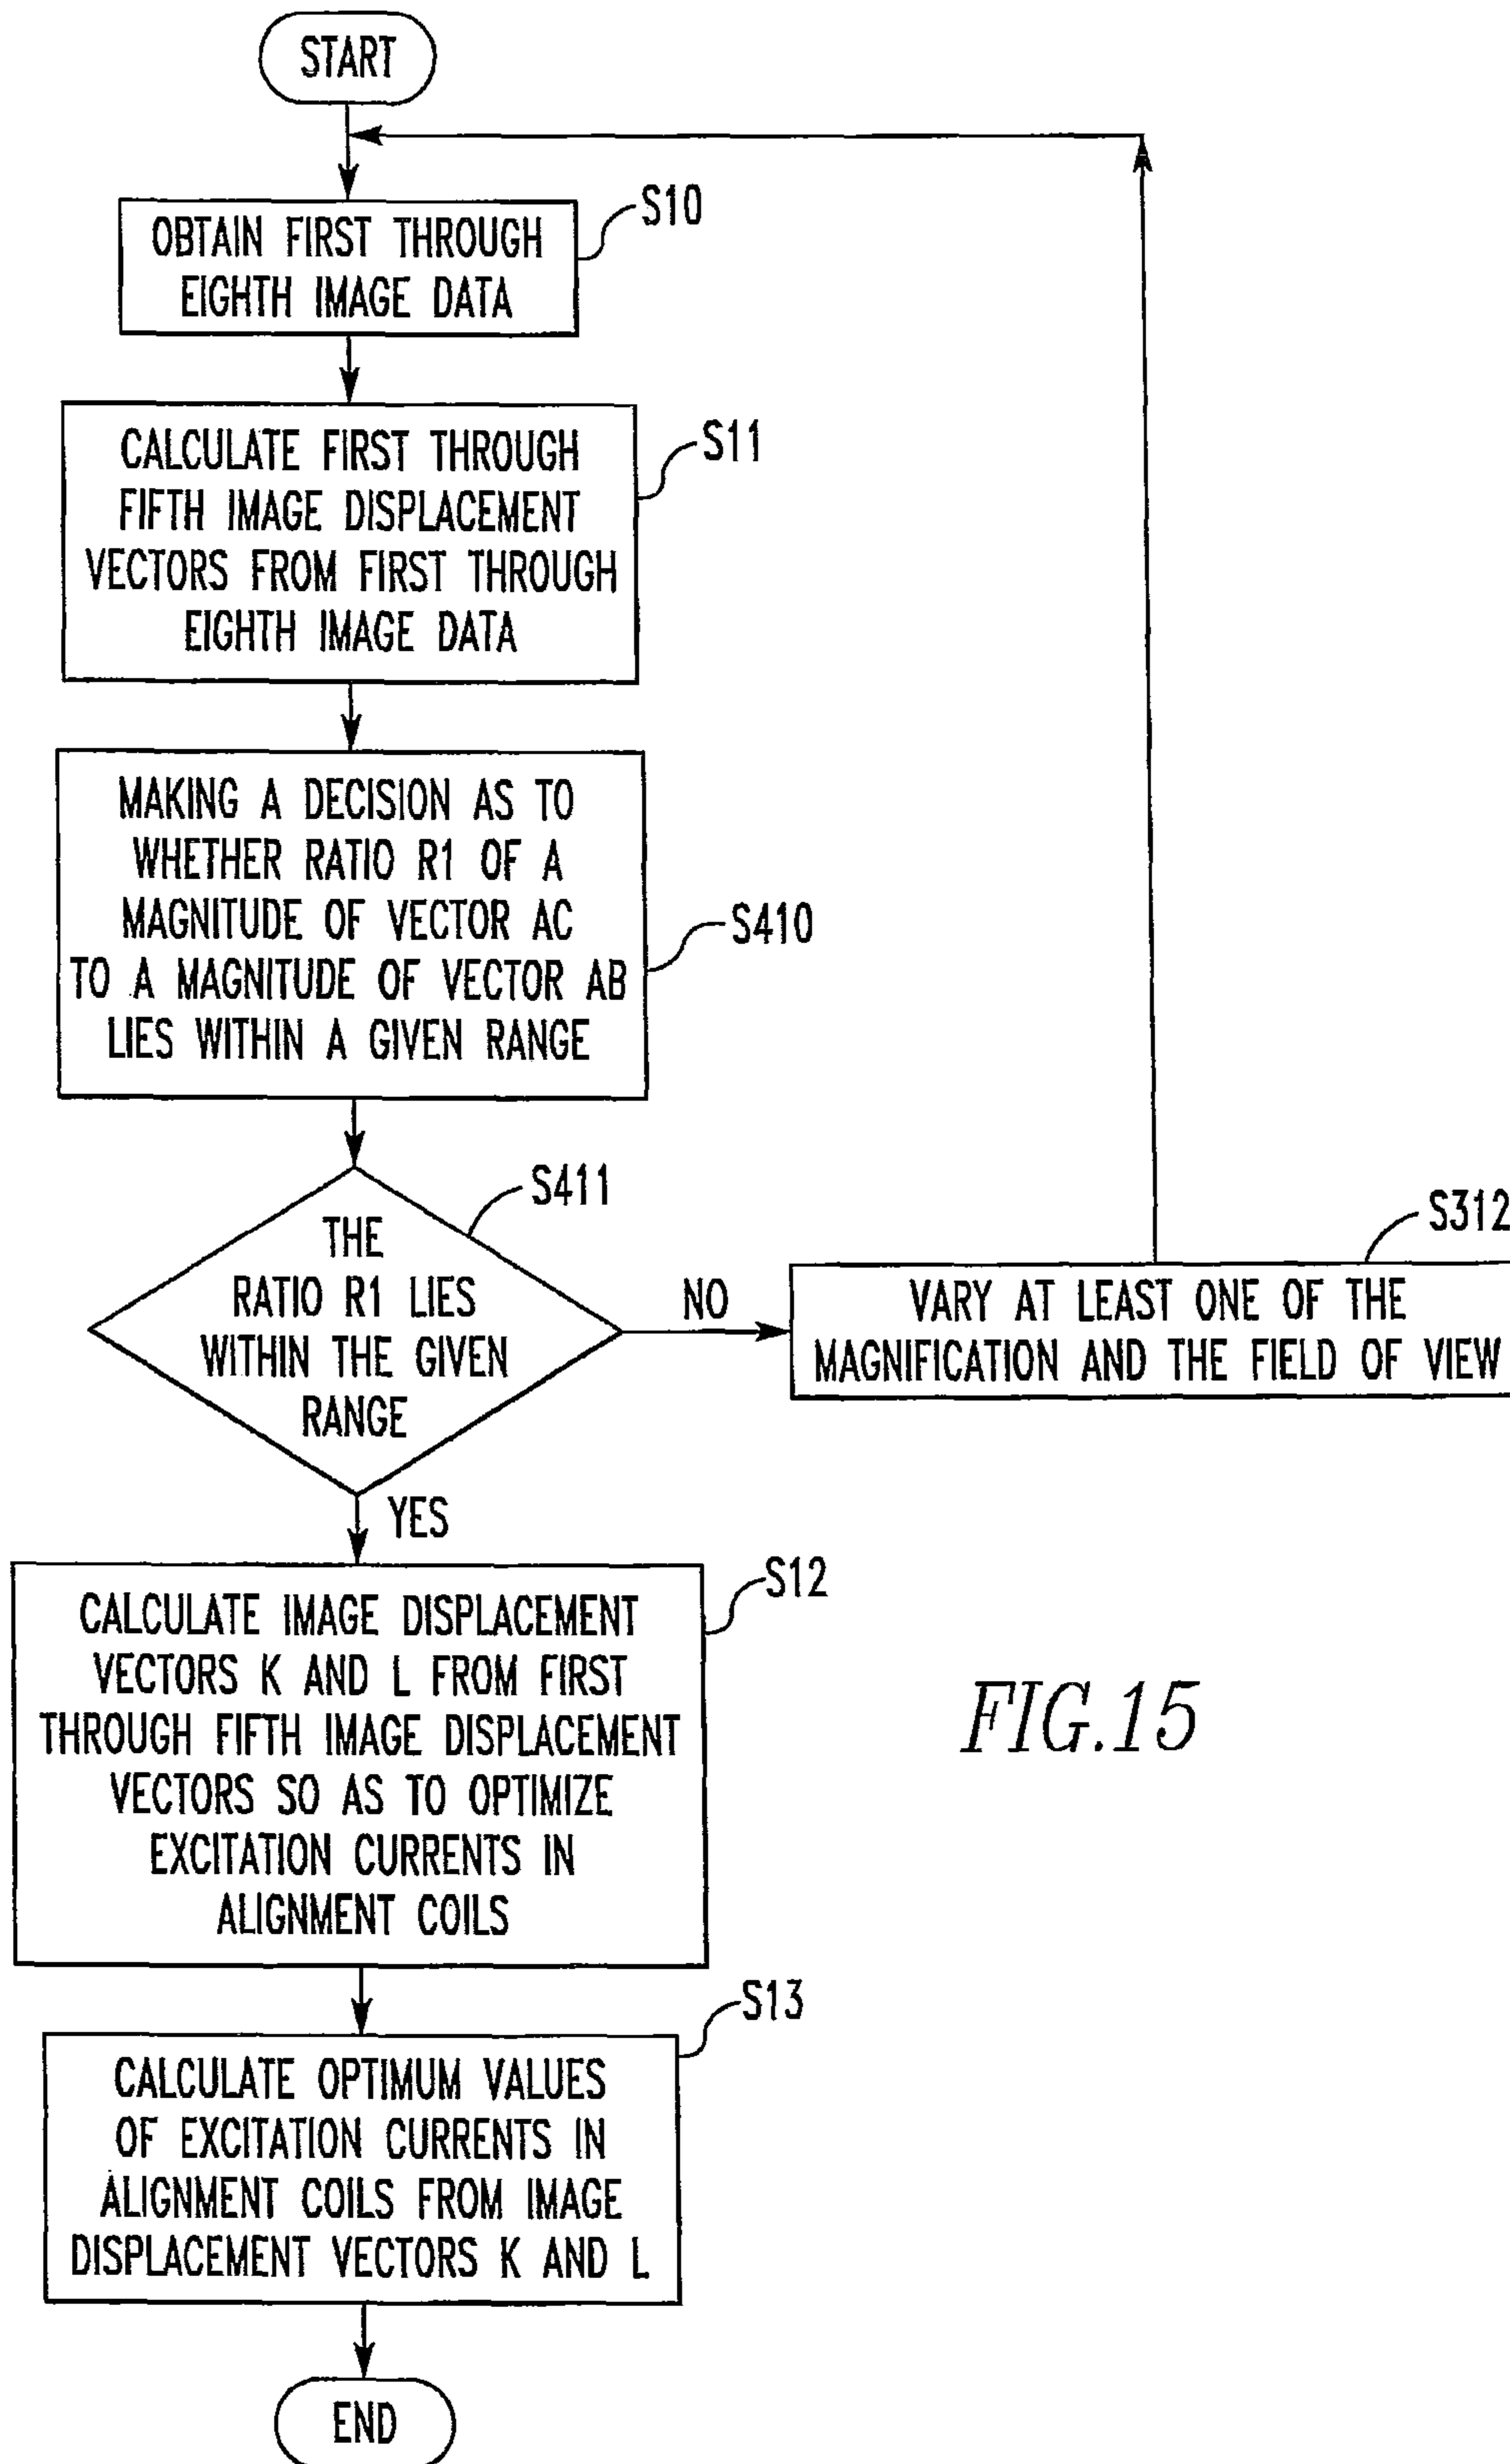 START
S10
OBTAIN FIRST THROUGH
EIGHTH IMAGE DATA
S11
CALCULATE FIRST THROUGH
FIFTH IMAGE DISPLACEMENT
VECTORS FROM FIRST THROUGH
EIGHTH IMAGE DATA
MAKING A DECISION AS TO
WHETHER RATIO R1 OF A
MAGNITUDE OF VECTOR AC
TO A MAGNITUDE OF VECTOR AB
LIES WITHIN A GIVEN RANGE
S410
S411
THE
RATIO R1 LIES
WITHIN THE GIVEN
RANGE
NO
S312
VARY AT LEAST ONE OF THE
MAGNIFICATION AND THE FIELD OF VIEW
YES
S12
CALCULATE IMAGE DISPLACEMENT
VECTORS K AND L FROM FIRST
THROUGH FIFTH IMAGE DISPLACEMENT
VECTORS SO AS TO OPTIMIZE
EXCITATION CURRENTS IN
ALIGNMENT COILS
FIG.15
S13
CALCULATE OPTIMUM VALUES
OF EXCITATION CURRENTS IN
ALIGNMENT COILS FROM IMAGE
DISPLACEMENT VECTORS K AND L
END